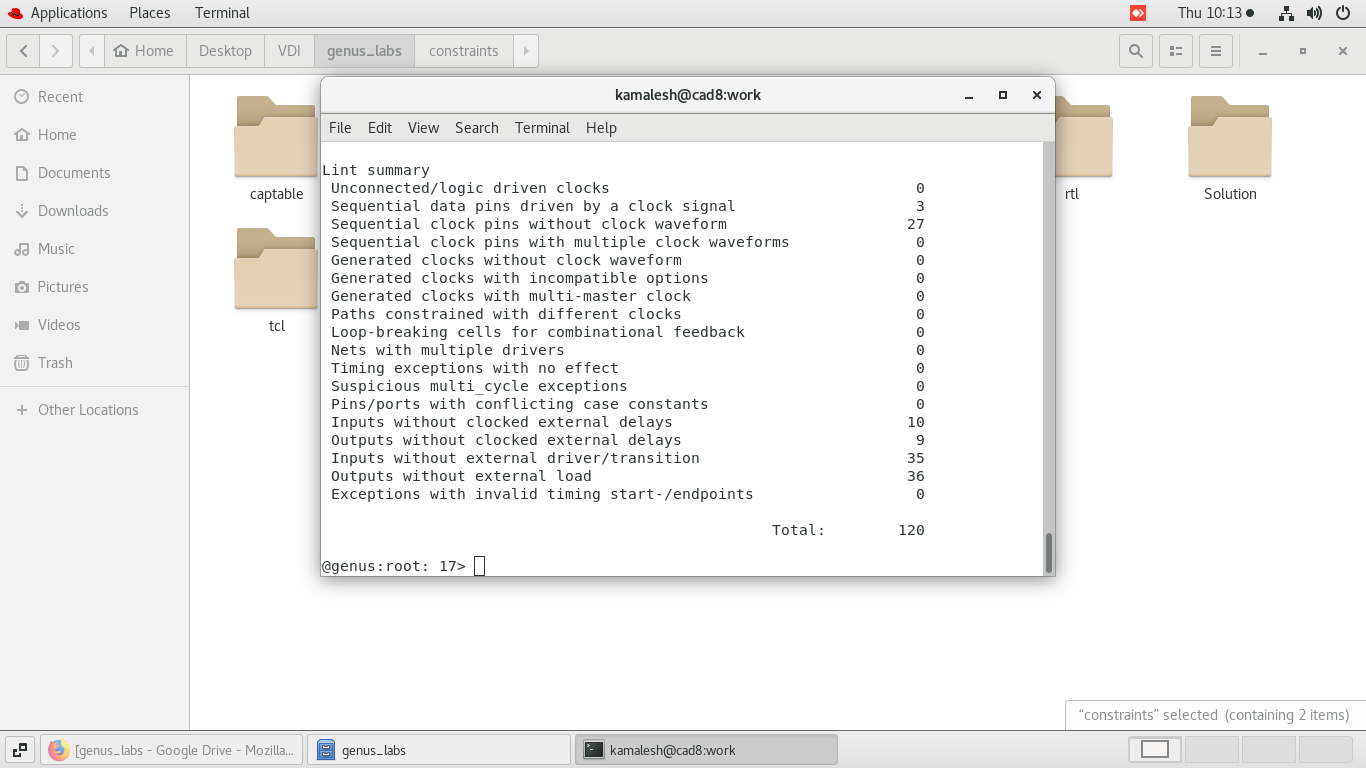 Applications Places Terminal Thu 10:13
Home Desktop VDI genus_labs constraints
Recent
Home
Documents
Downloads
Music
Pictures
Videos
Trash
Other Locations
captable
tcl
rtl
Solution
kamalesh@cad8:work
File Edit View Search Terminal Help
Lint summary
Unconnected/logic driven clocks 0
Sequential data pins driven by a clock signal 3
Sequential clock pins without clock waveform 27
Sequential clock pins with multiple clock waveforms 0
Generated clocks without clock waveform 0
Generated clocks with incompatible options 0
Generated clocks with multi-master clock 0
Paths constrained with different clocks 0
Loop-breaking cells for combinational feedback 0
Nets with multiple drivers 0
Timing exceptions with no effect 0
Suspicious multi_cycle exceptions 0
Pins/ports with conflicting case constants 0
Inputs without clocked external delays 10
Outputs without clocked external delays 9
Inputs without external driver/transition 35
Outputs without external load 36
Exceptions with invalid timing start-/endpoints 0
Total: 120
@genus:root: 17>
“constraints” selected (containing 2 items)
[genus_labs - Google Drive - Mozilla... genus_labs kamalesh@cad8:work